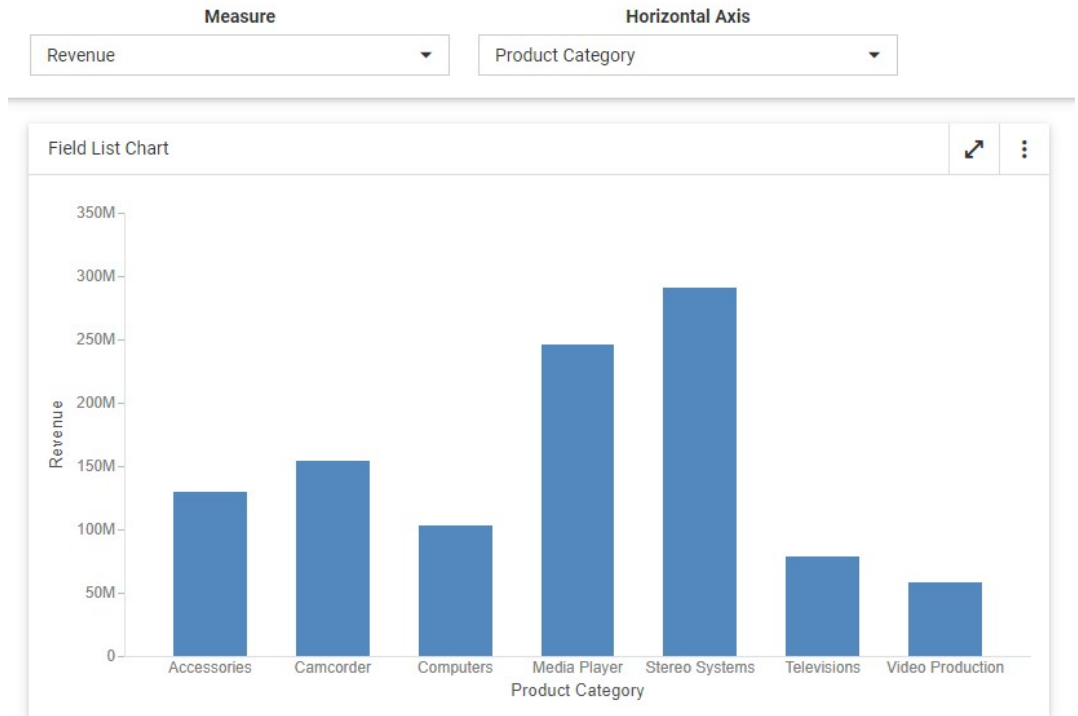 Measure
Horizontal Axis
Revenue
Product Category
Field List Chart
350M
300M
250M
200M
150M
100M
50M
0
Revenue
Accessories
Camcorder
Computers
Media Player
Stereo Systems
Televisions
Video Production
Product Category